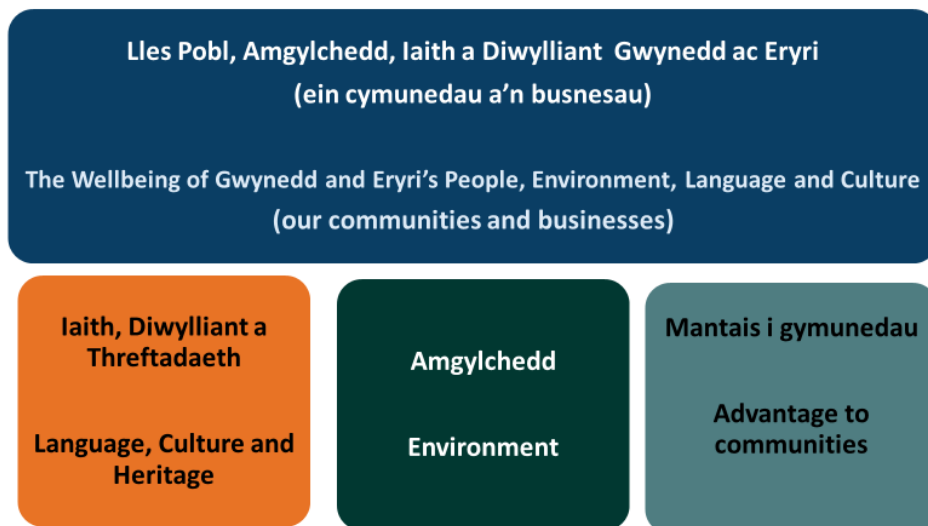 Lles Pobl, Amgylchedd, Iaith a Diwylliant Gwynedd ac Eryri
(ein cymunedau a'n busnesau)
The Wellbeing of Gwynedd and Eryri's People, Environment, Language and Culture
(our communities and businesses)
Iaith, Diwylliant a
Threftadaeth
Language, Culture and
Heritage
Amgylchedd
Environment
Mantais i gymunedau
Advantage to
communities